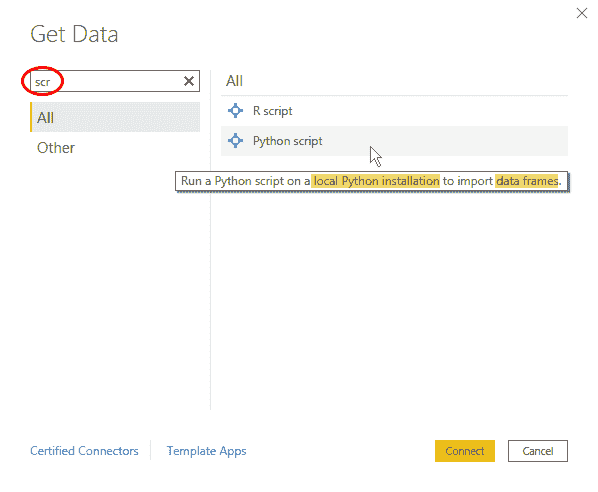 Get Data
scr
All
Other
All
R script
Python script
Run a Python script on a local Python installation to import data frames.
Certified Connectors
Template Apps
Connect
Cancel